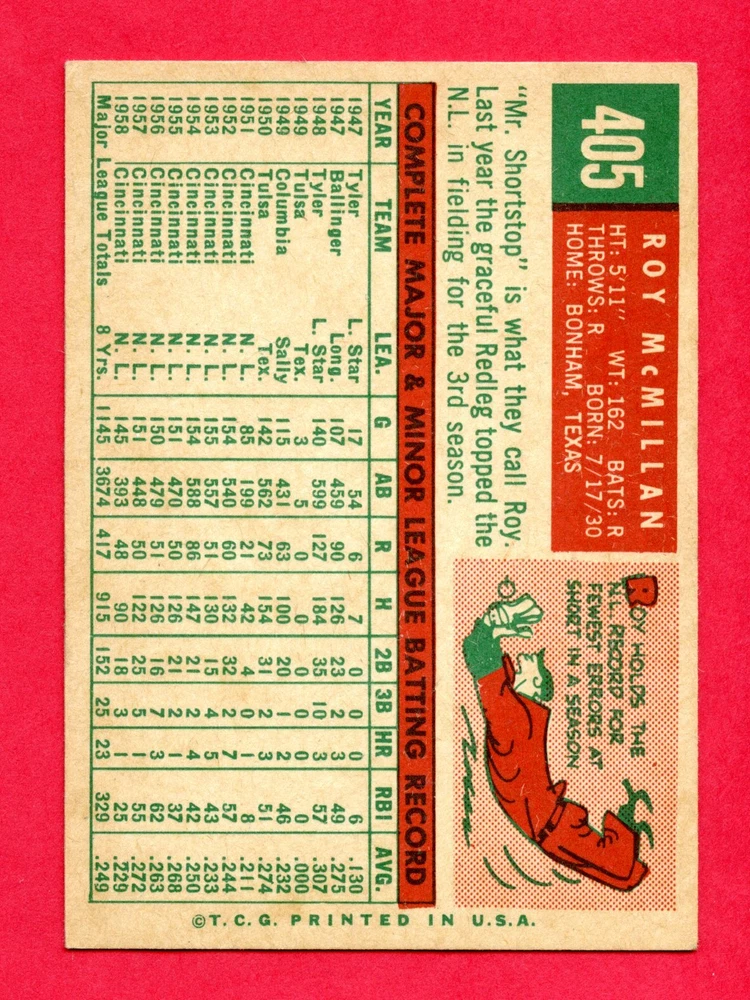 405
ROY McMILLAN
HT: 5'11" WT: 162 BATS: R
THROWS: R BORN: 7/17/30
HOME: BONHAM, TEXAS
"Mr. Shortstop" is what they call Roy.
Last year the graceful Redleg topped the
N.L. in fielding for the 3rd season.
ROY HOLDS THE
N.L. RECORD FOR
FEWEST ERRORS AT
SHORT IN A SEASON
COMPLETE MAJOR & MINOR LEAGUE BATTING RECORD
YEAR TEAM LEA. G AB R H 2B 3B HR RBI AVG.
1947 Tyler L. Star 17 54 6 7 0 0 0 6 .130
1947 Ballinger Long. 107 459 90 126 23 2 3 49 .275
1948 Tyler L. Star 140 599 127 184 35 10 3 57 .307
1949 Tulsa Tex. 3 5 0 0 0 0 0 0 .000
1949 Columbia Sally 115 431 63 100 20 1 2 46 .232
1950 Tulsa Tex. 142 562 73 154 31 2 3 51 .274
1951 Cincinnati N. L. 85 199 21 42 4 0 1 8 .211
1952 Cincinnati N. L. 154 540 60 132 32 2 7 57 .244
1953 Cincinnati N. L. 155 557 51 130 15 4 5 43 .233
1954 Cincinnati N. L. 154 588 86 147 21 2 4 42 .250
1955 Cincinnati N. L. 151 470 50 126 21 2 1 37 .268
1956 Cincinnati N. L. 150 479 51 126 16 7 3 62 .263
1957 Cincinnati N. L. 151 448 50 122 25 5 1 55 .272
1958 Cincinnati N. L. 145 393 48 90 18 3 1 25 .229
Major League Totals 8 Yrs. 1145 3674 417 915 152 25 23 329 .249
©T.C.G. PRINTED IN U.S.A.